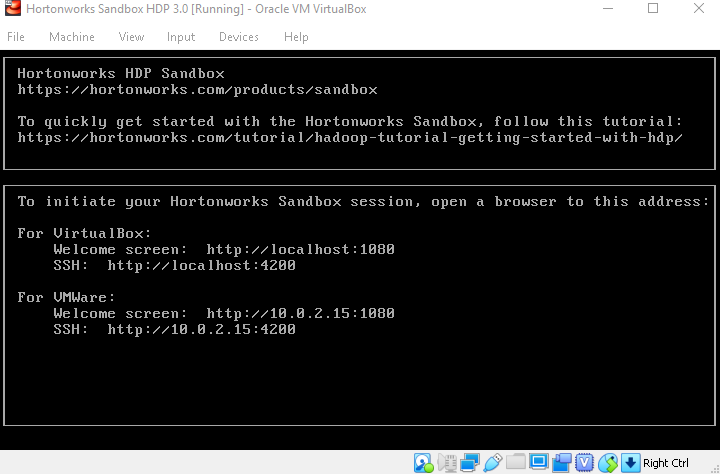 Hortonworks Sandbox HDP 3.0 [Running] - Oracle VM VirtualBox
File Machine View Input Devices Help
Hortonworks HDP Sandbox
https://hortonworks.com/products/sandbox
To quickly get started with the Hortonworks Sandbox, follow this tutorial:
https://hortonworks.com/tutorial/hadoop-tutorial-getting-started-with-hdp/
To initiate your Hortonworks Sandbox session, open a browser to this address:
For VirtualBox:
Welcome screen: http://localhost:1080
SSH: http://localhost:4200
For VMWare:
Welcome screen: http://10.0.2.15:1080
SSH: http://10.0.2.15:4200
Right Ctrl